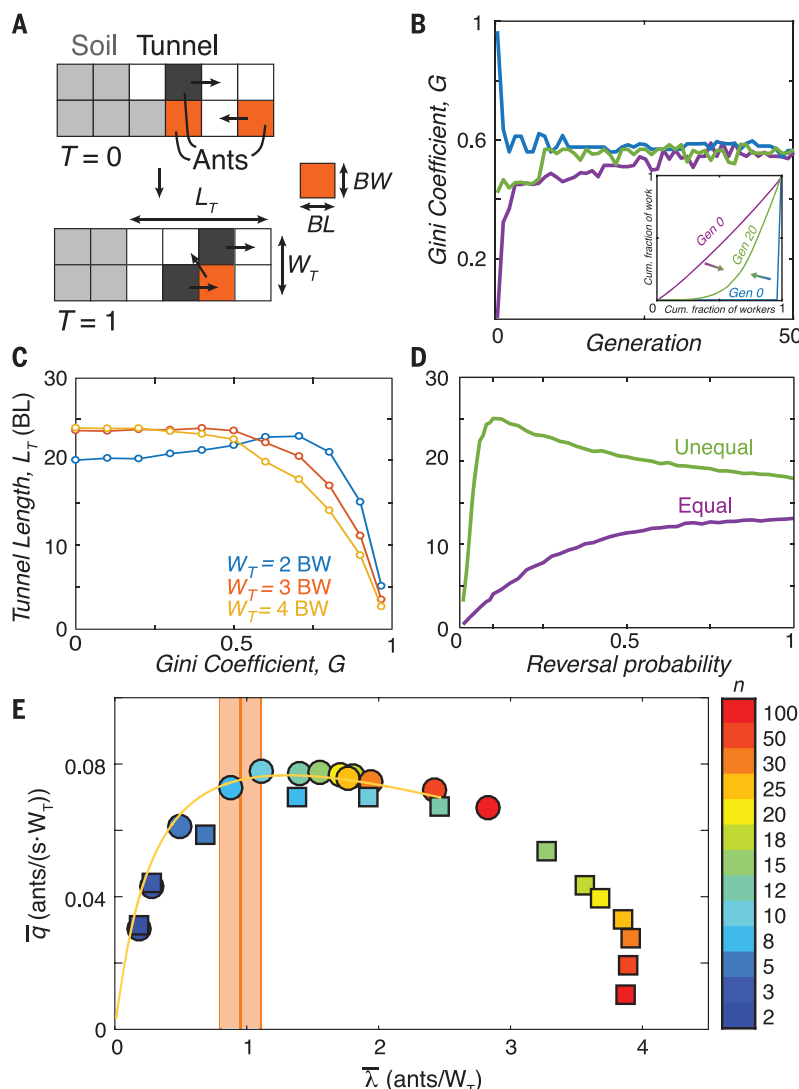 A
Soil Tunnel
T = 0
Ants
BW
BL
L_T
W_T
T = 1
B
Gini Coefficient, G
1
0.6
0.2
0 50
Generation
Cum. fraction of work
1
Gen 0
Gen 20
Gen 0
0 1
Cum. fraction of workers
C
Tunnel Length, L_T (BL)
30
20
10
0
0 0.5 1
W_T = 2 BW
W_T = 3 BW
W_T = 4 BW
Gini Coefficient, G
D
30
20
10
0
0.5 1
Unequal
Equal
Reversal probability
E
q̅ (ants/(s·W_T))
0.08
0.04
0
0 1 2 3 4
λ̅ (ants/W_T)
n
100
50
30
25
20
18
15
12
10
8
5
3
2